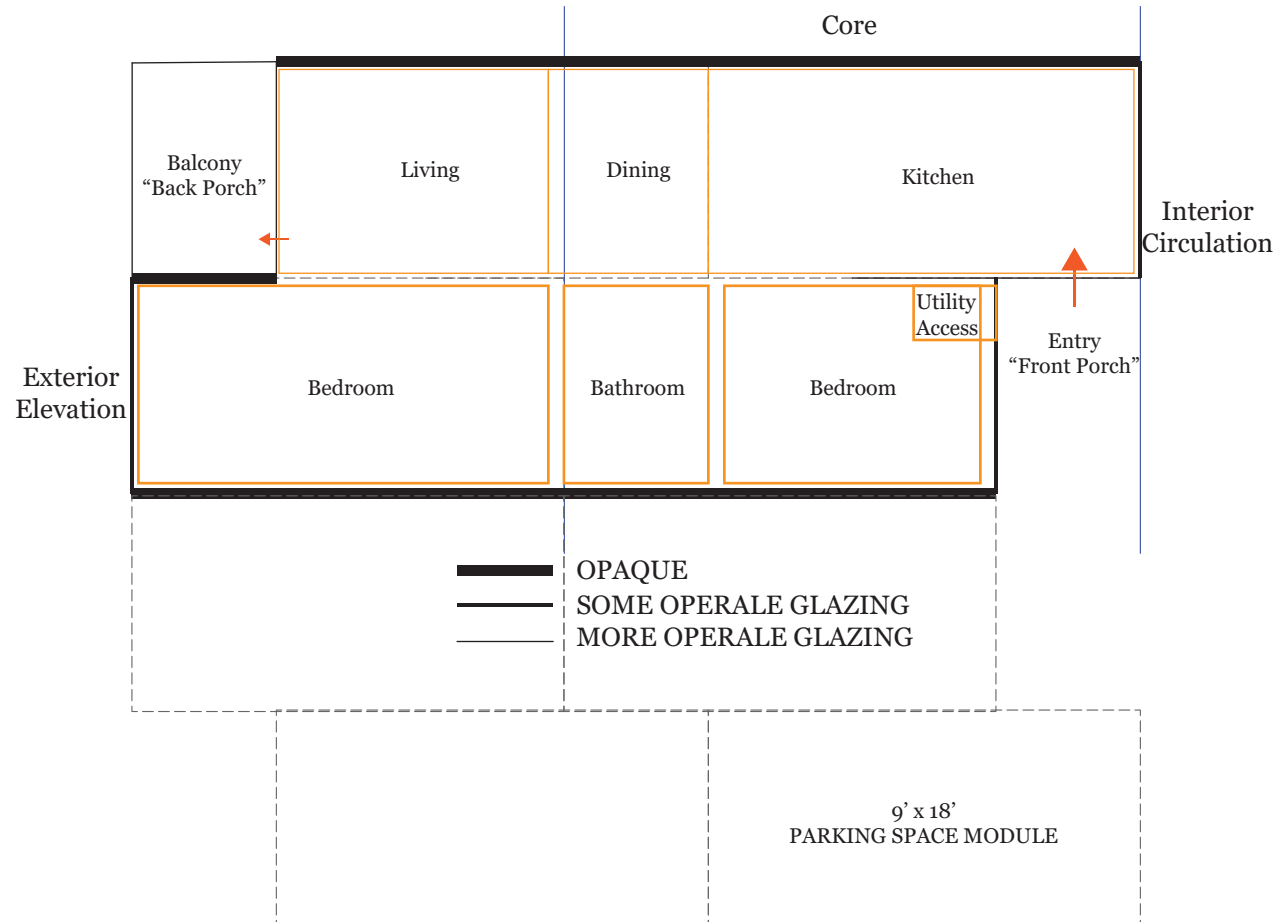 Core
Balcony
“Back Porch”
Living
Dining
Kitchen
Interior
Circulation
Utility
Access
Entry
“Front Porch”
Exterior
Elevation
Bedroom
Bathroom
Bedroom
OPAQUE
SOME OPERALE GLAZING
MORE OPERALE GLAZING
9’ x 18’
PARKING SPACE MODULE